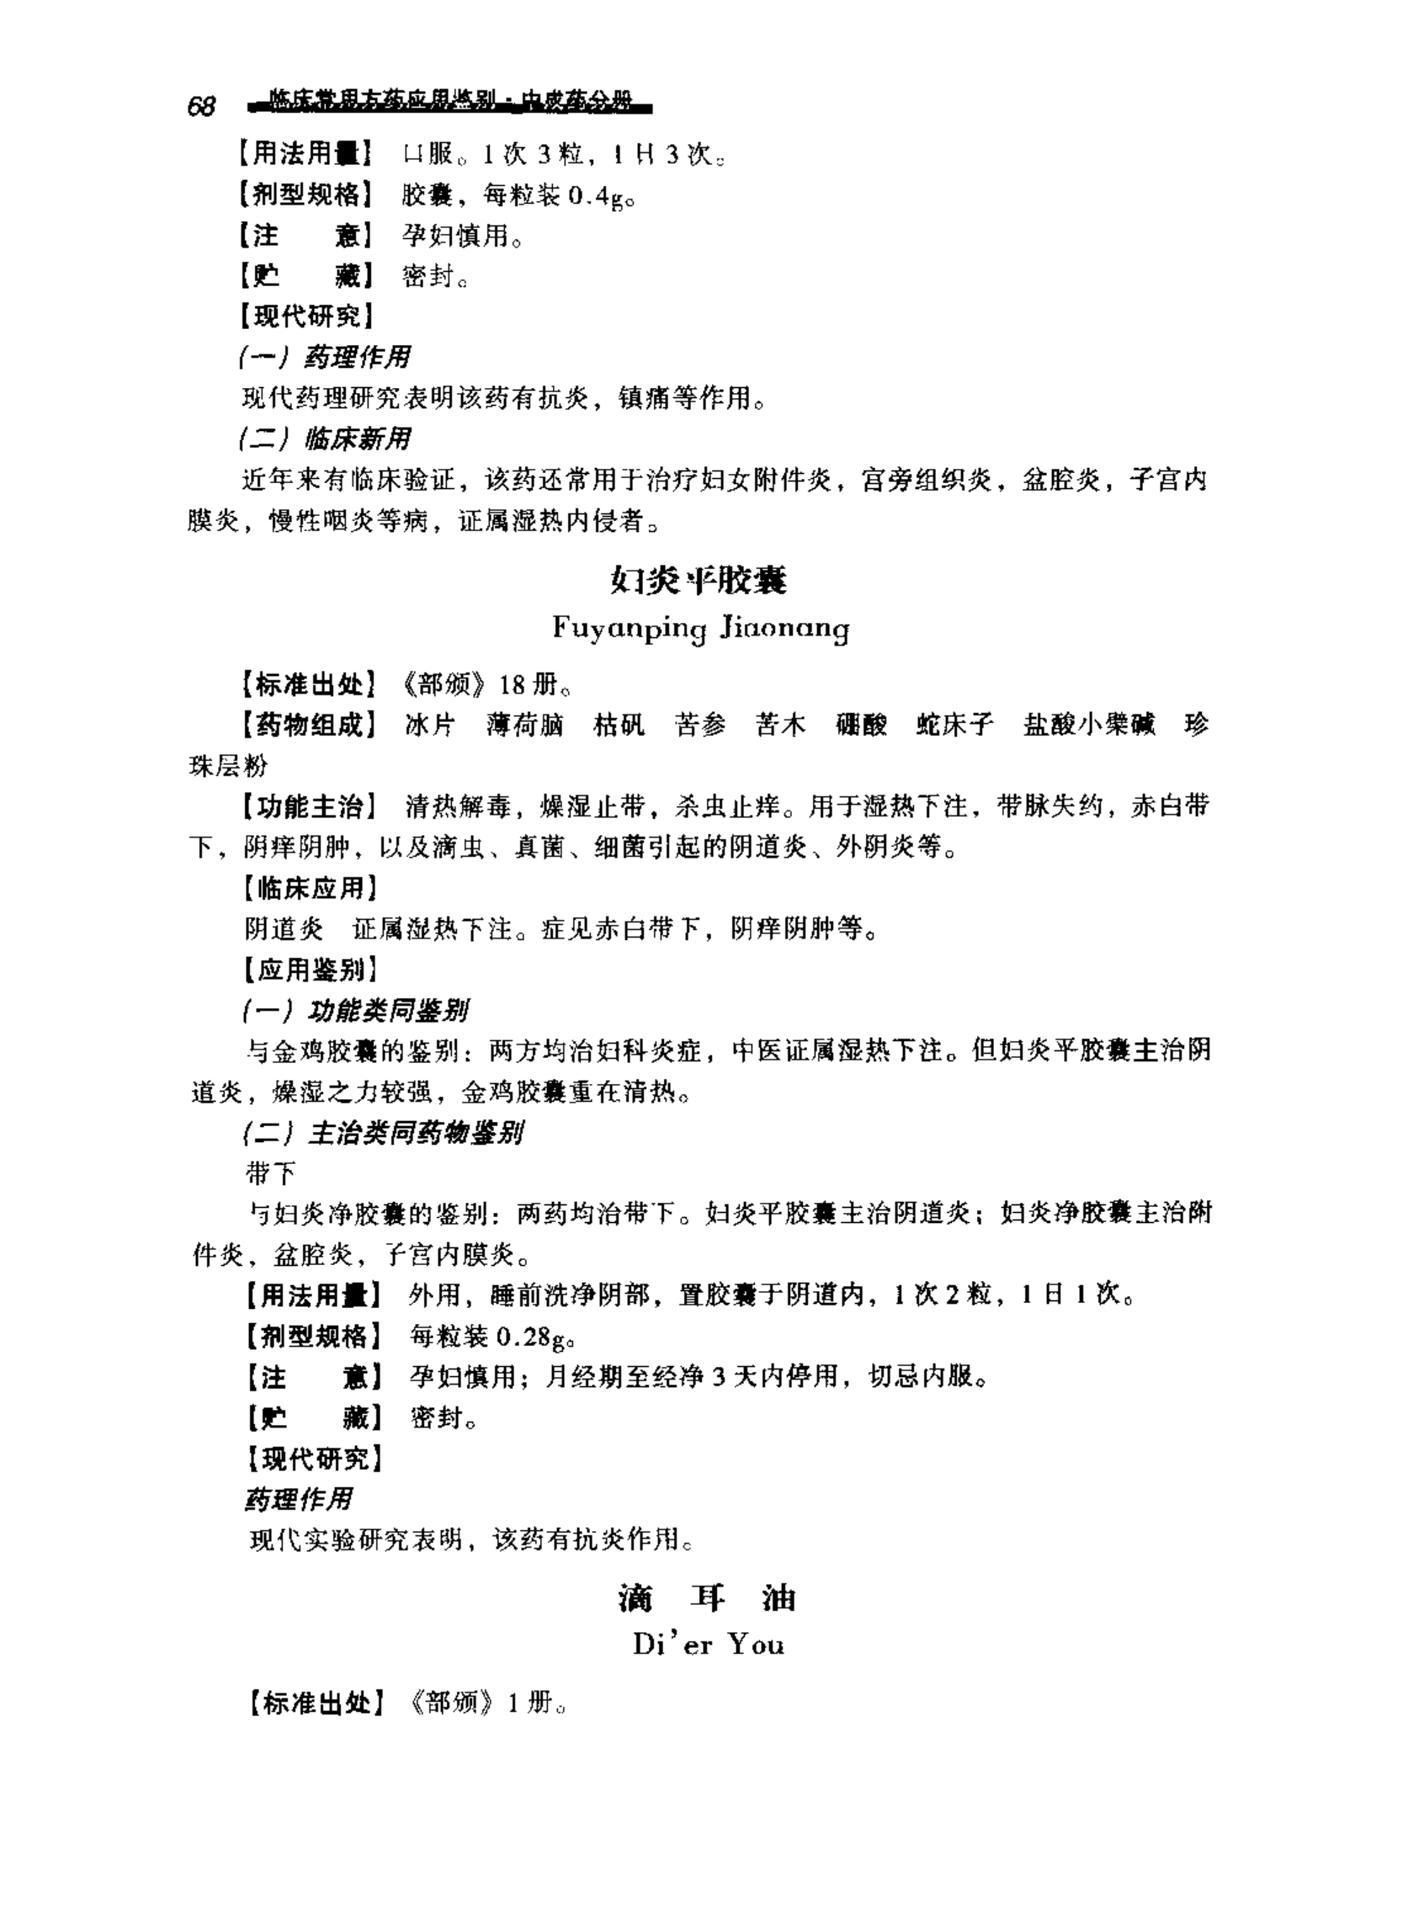 68 临床常用方药应用鉴别·中成药分册
【用法用量】 口服。1次3粒，1日3次。
【剂型规格】 胶囊，每粒装0.4g。
【注 意】 孕妇慎用。
【贮 藏】 密封。
【现代研究】
（一）药理作用
现代药理研究表明该药有抗炎，镇痛等作用。
（二）临床新用
近年来有临床验证，该药还常用于治疗妇女附件炎，宫旁组织炎，盆腔炎，子宫内
膜炎，慢性咽炎等病，证属湿热内侵者。
妇炎平胶囊
Fuyanping Jiaonang
【标准出处】《部颁》18册。
【药物组成】 冰片 薄荷脑 枯矾 苦参 苦木 硼酸 蛇床子 盐酸小檗碱 珍
珠层粉
【功能主治】 清热解毒，燥湿止带，杀虫止痒。用于湿热下注，带脉失约，赤白带
下，阴痒阴肿，以及滴虫、真菌、细菌引起的阴道炎、外阴炎等。
【临床应用】
阴道炎 证属湿热下注。症见赤白带下，阴痒阴肿等。
【应用鉴别】
（一）功能类同鉴别
与金鸡胶囊的鉴别：两方均治妇科炎症，中医证属湿热下注。但妇炎平胶囊主治阴
道炎，燥湿之力较强，金鸡胶囊重在清热。
（二）主治类同药物鉴别
带下
与妇炎净胶囊的鉴别：两药均治带下。妇炎平胶囊主治阴道炎；妇炎净胶囊主治附
件炎，盆腔炎，子宫内膜炎。
【用法用量】 外用，睡前洗净阴部，置胶囊于阴道内，1次2粒，1日1次。
【剂型规格】 每粒装0.28g。
【注 意】 孕妇慎用；月经期至经净3天内停用，切忌内服。
【贮 藏】 密封。
【现代研究】
药理作用
现代实验研究表明，该药有抗炎作用。
滴 耳 油
Di'er You
【标准出处】《部颁》1册。